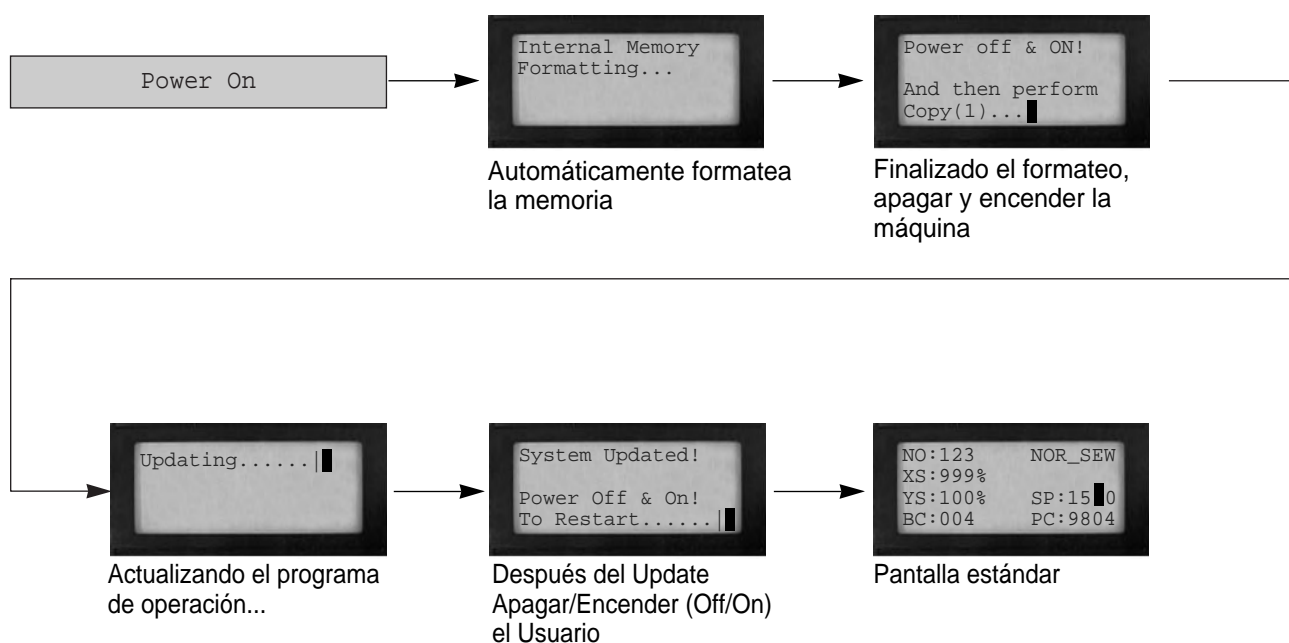 Power On
Internal Memory
Formatting...
Automáticamente formatea
la memoria
Power off & ON!
And then perform
Copy(1)...
Finalizado el formateo,
apagar y encender la
máquina
Updating......|
Actualizando el programa
de operación...
System Updated!
Power Off & On!
To Restart......|
Después del Update
Apagar/Encender (Off/On)
el Usuario
NO:123 NOR_SEW
XS:999%
YS:100% SP:15 0
BC:004 PC:9804
Pantalla estándar